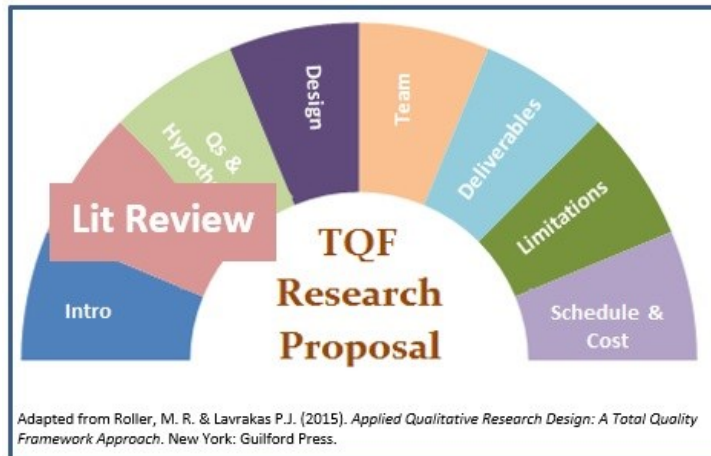 Intro
Lit Review
Qs &
Design
Team
Deliverables
Limitations
Schedule &
Cost
TQF
Research
Proposal
Adapted from Roller, M. R. & Lavrakas P.J. (2015). Applied Qualitative Research Design: A Total Quality
Framework Approach. New York: Guilford Press.